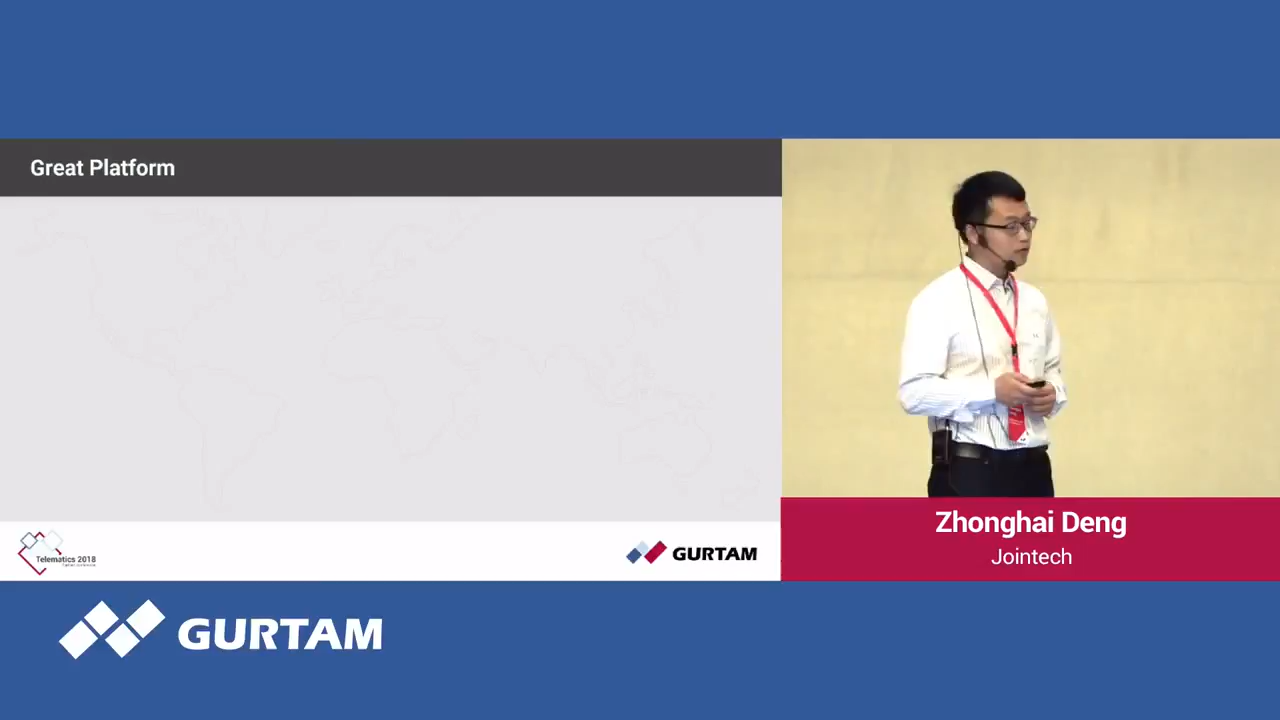 Great Platform
Telematics 2018
GURTAM
Zhonghai Deng
Jointech
GURTAM